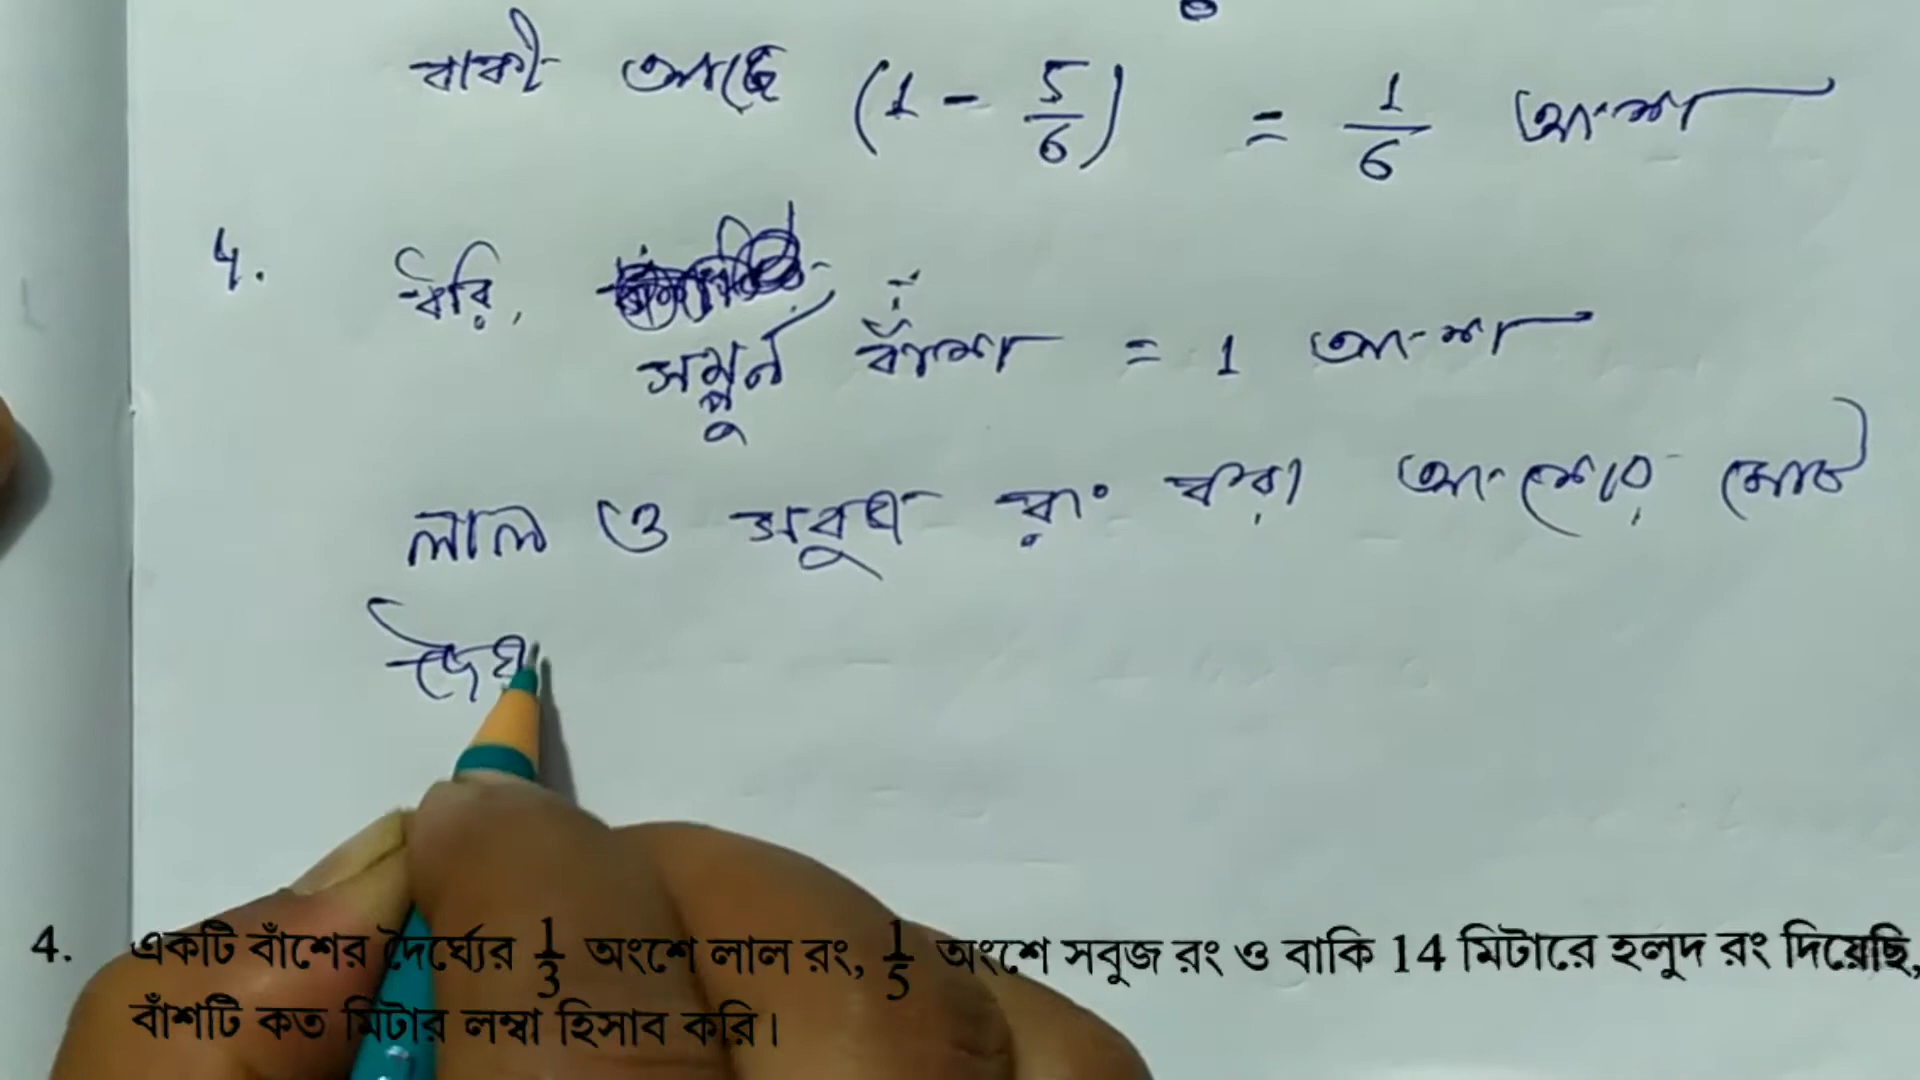 বাকী আছে (1 - 5/6) = 1/6 অংশ
4. ধরি,
সম্পূর্ন বাঁশ = 1 অংশ
লাল ও সবুজ রং করা অংশের মোট
দৈর্ঘ
4. একটি বাঁশের দৈর্ঘ্যের 1/3 অংশে লাল রং, 1/5 অংশে সবুজ রং ও বাকি 14 মিটারে হলুদ রং দিয়েছি,
বাঁশটি কত মিটার লম্বা হিসাব করি।